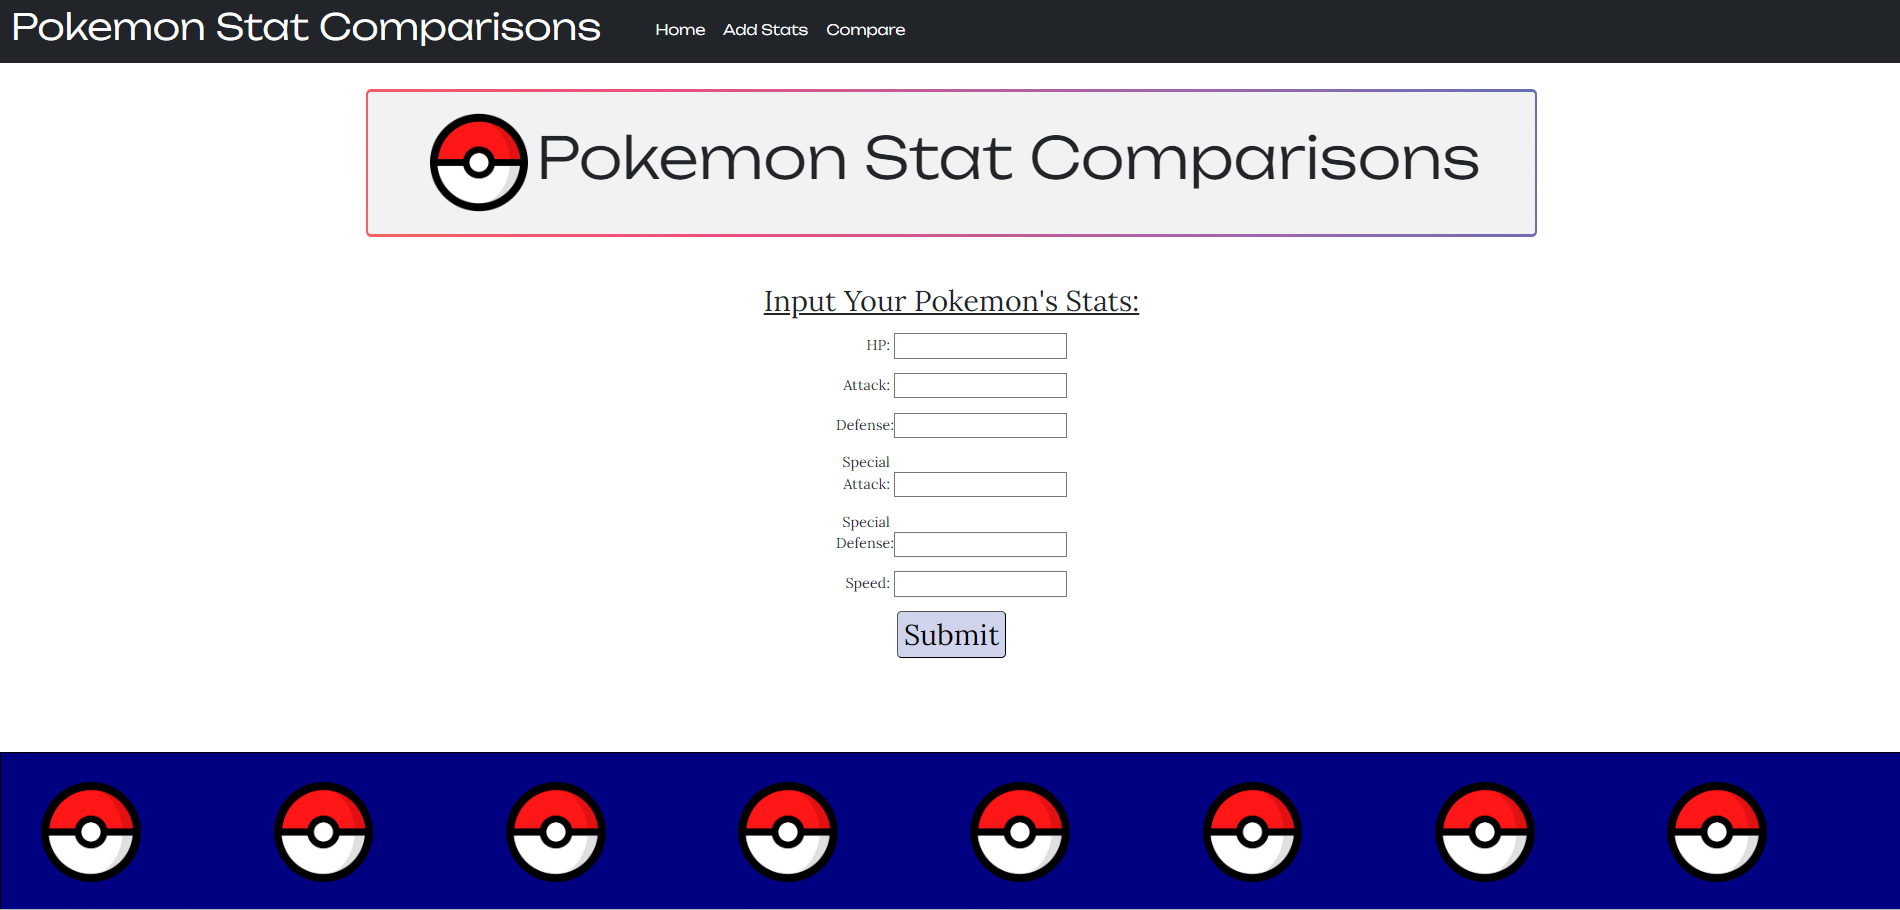 Pokemon Stat Comparisons
Home Add Stats Compare
Pokemon Stat Comparisons
Input Your Pokemon's Stats:
HP:
Attack:
Defense:
Special
Attack:
Special
Defense:
Speed:
Submit